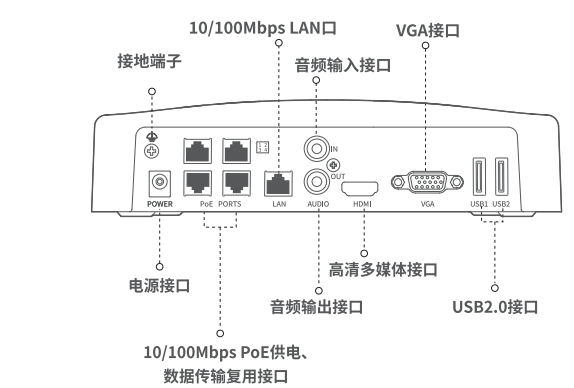 10/100Mbps LAN口
VGA接口
接地端子
音频输入接口
IN
OUT
POWER
PoE PORTS
LAN
AUDIO
HDMI
VGA
USB1 USB2
电源接口
高清多媒体接口
音频输出接口
USB2.0接口
10/100Mbps PoE供电、
数据传输复用接口